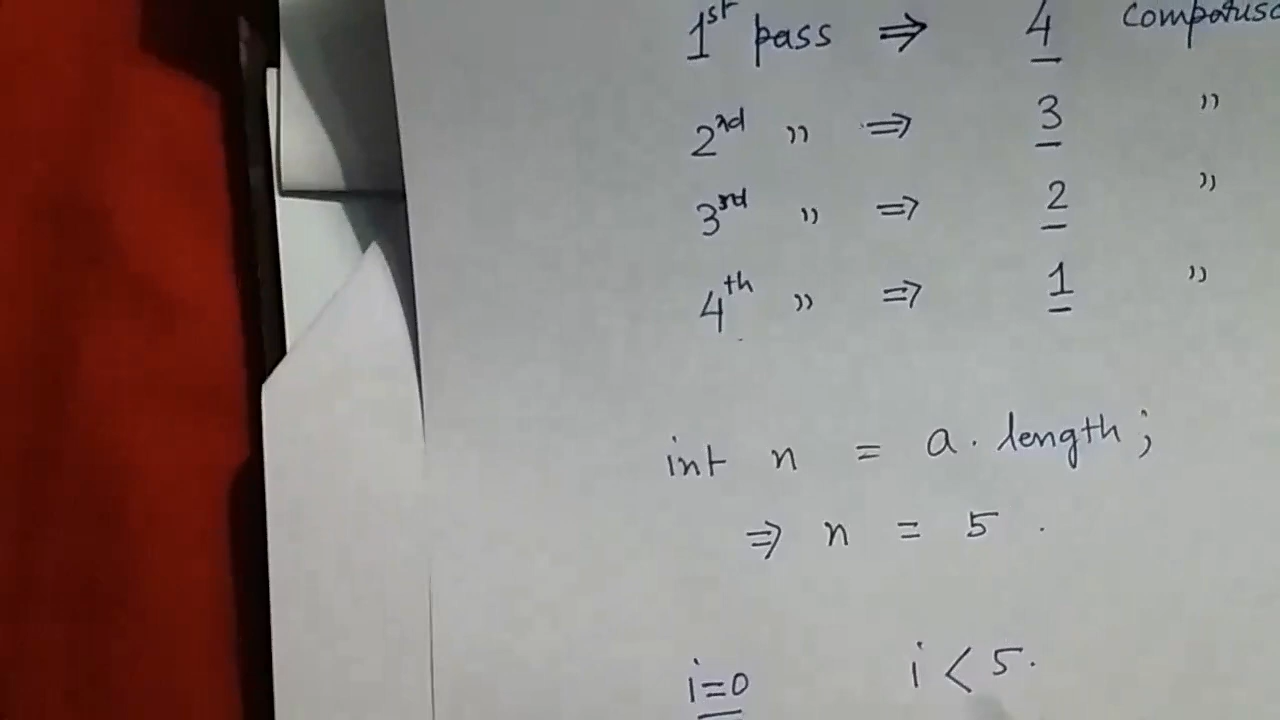 1st pass ⇒ 4
2nd " ⇒ 3 "
3rd " ⇒ 2 "
4th " ⇒ 1 "
int n = a. length;
⇒ n = 5 .
i=0 i < 5.